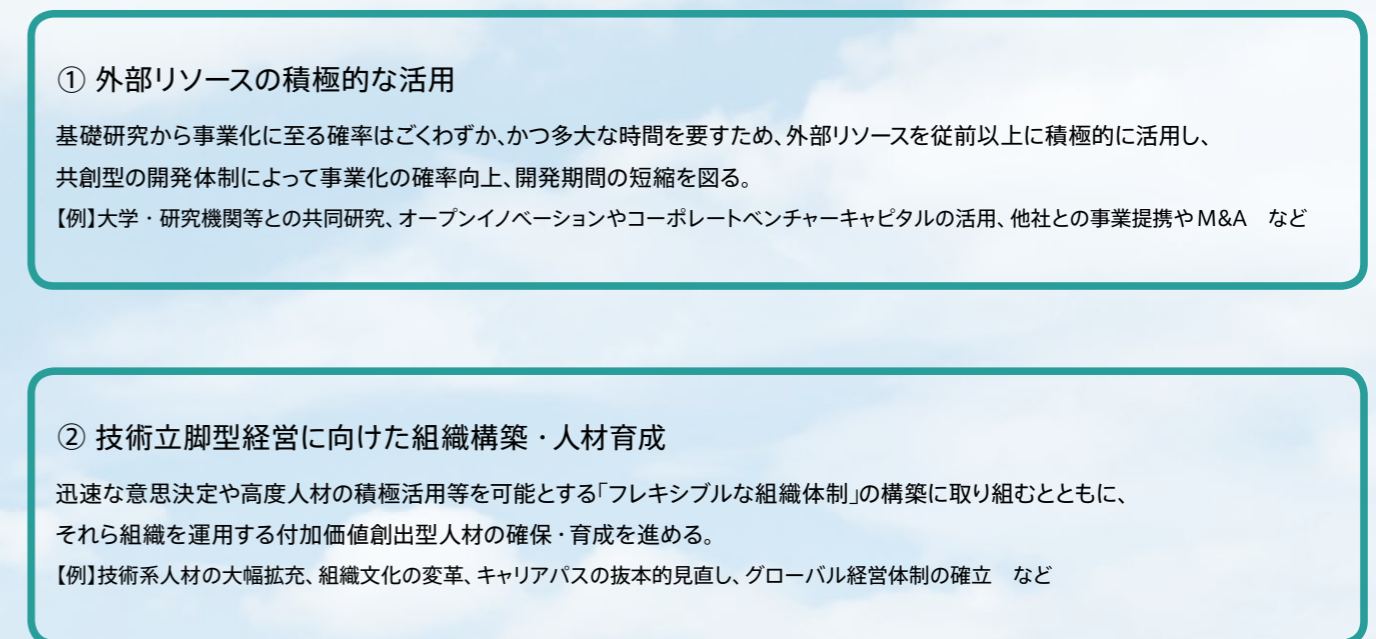 ① 外部リソースの積極的な活用
基礎研究から事業化に至る確率はごくわずか、かつ多大な時間を要すため、外部リソースを従前以上に積極的に活用し、
共創型の開発体制によって事業化の確率向上、開発期間の短縮を図る。
【例】大学・研究機関等との共同研究、オープンイノベーションやコーポレートベンチャーキャピタルの活用、他社との事業提携や M&A　など
② 技術立脚型経営に向けた組織構築・人材育成
迅速な意思決定や高度人材の積極活用等を可能とする「フレキシブルな組織体制」の構築に取り組むとともに、
それら組織を運用する付加価値創出型人材の確保・育成を進める。
【例】技術系人材の大幅拡充、組織文化の変革、キャリアパスの抜本的見直し、グローバル経営体制の確立　など